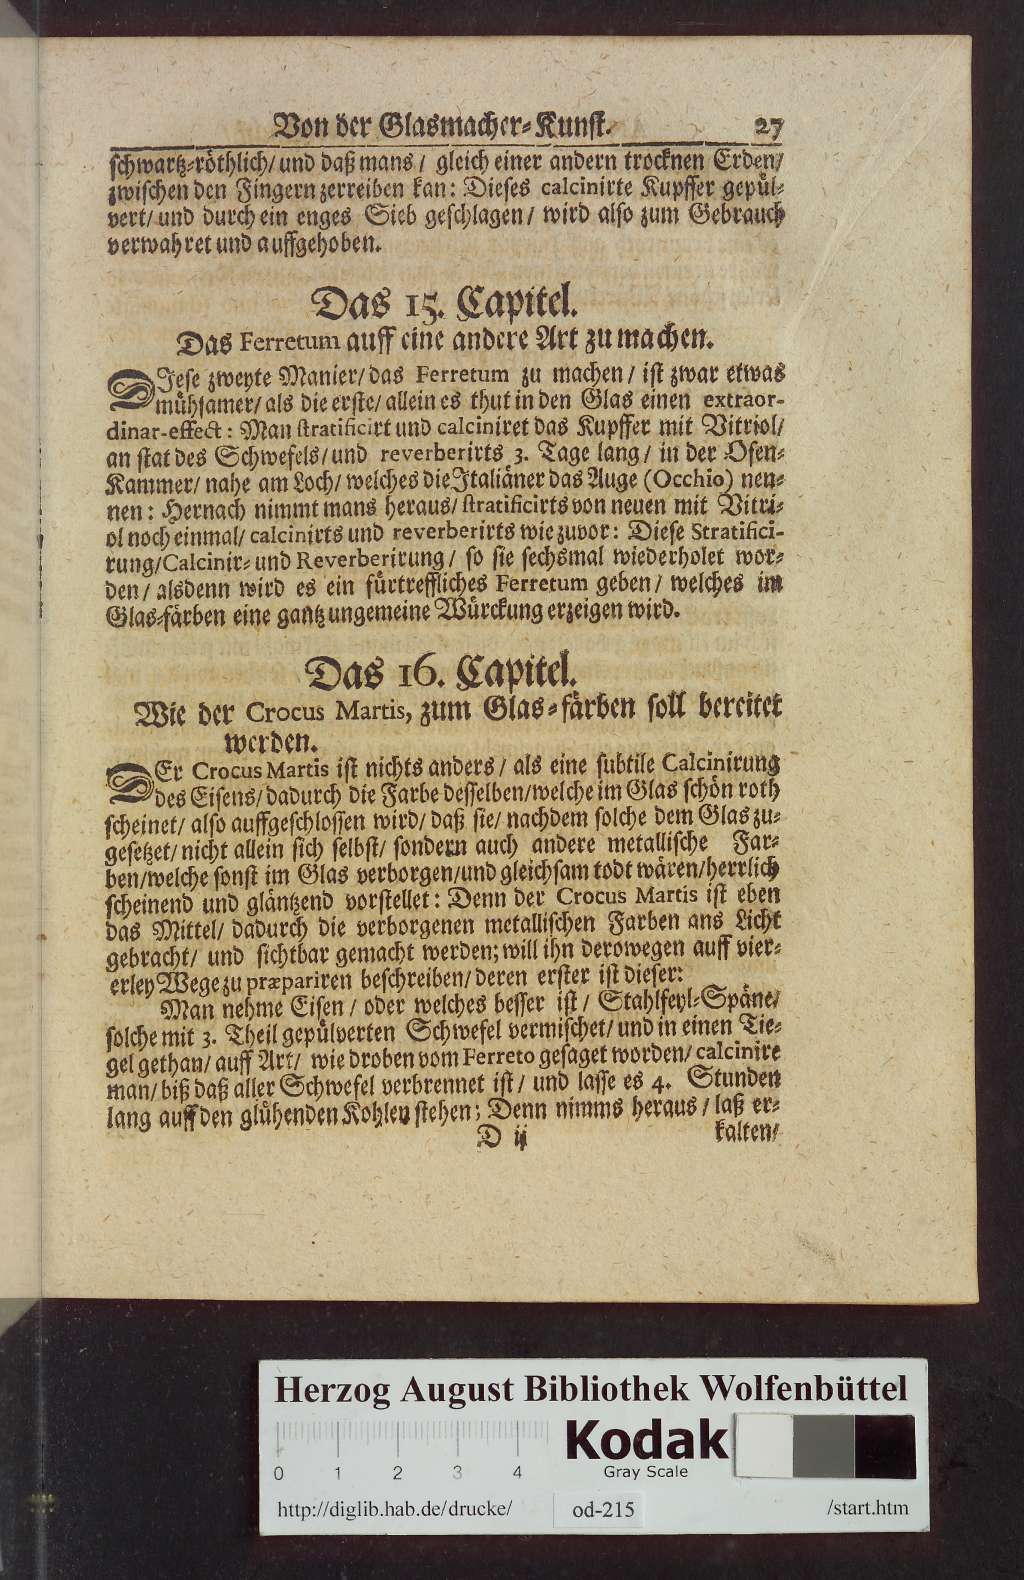 Von der Glasmacher-Kunst. 27
schwartz-röthlich/ und daß mans / gleich einer andern trocknen Erden/
zwischen den Fingern zerreiben kan: Dieses calcinirte Kupffer gepül-
vert/ und durch ein enges Sieb geschlagen / wird also zum Gebrauch
verwahret und auffgehoben.
Das 15. Capitel.
Das Ferretum auff eine andere Art zu machen.
DIese zweyte Manier/ das Ferretum zu machen / ist zwar etwas
mühsamer/ als die erste/ allein es thut in den Glas einen extraor-
dinar-effect: Man stratificirt und calciniret das Kupffer mit Vitriol/
an stat des Schwefels/ und reverberirts 3. Tage lang / in der Ofen-
Kammer/ nahe am Loch/ welches die Italiäner das Auge (Occhio) nen-
nen: Hernach nimmt mans heraus/ stratificirts von neuen mit Vitri-
ol noch einmal/ calcinirts und reverberirts wie zuvor: Diese Stratifici-
rung/ Calcinir- und Reverberirung / so sie sechsmal wiederholet wor-
den / alsdenn wird es ein fürtreffliches Ferretum geben / welches im
Glas-färben eine gantz ungemeine Würckung erzeigen wird.
Das 16. Capitel.
Wie der Crocus Martis, zum Glas-färben soll bereitet
werden.
DEr Crocus Martis ist nichts anders / als eine subtile Calcinirung
des Eisens/ dadurch die Farbe desselben/ welche im Glas schön roth
scheinet/ also auffgeschlossen wird/ daß sie/ nachdem solche dem Glas zu-
gesetzet/ nicht allein sich selbst/ sondern auch andere metallische Far-
ben/ welche sonst im Glas verborgen/ und gleichsam todt wären/ herrlich
scheinend und gläntzend vorstellet: Denn der Crocus Martis ist eben
das Mittel/ dadurch die verborgenen metallischen Farben ans Licht
gebracht/ und sichtbar gemacht werden; will ihn derowegen auff vier-
erley Wege zu præpariren beschreiben/ deren erster ist dieser:
Man nehme Eisen / oder welches besser ist / Stahlfeyl-Späne/
solche mit 3. Theil gepülverten Schwefel vermischet/ und in einen Tie-
gel gethan/ auff Art/ wie droben vom Ferreto gesaget worden/ calcinire
man/ biß daß aller Schwefel verbrennet ist / und lasse es 4. Stunden
lang auff den glühenden Kohlen stehen; Denn nimms heraus / laß er-
D ij kalten/
Herzog August Bibliothek Wolfenbüttel
0 1 2 3 4
Kodak
Gray Scale
http://diglib.hab.de/drucke/ od-215 /start.htm